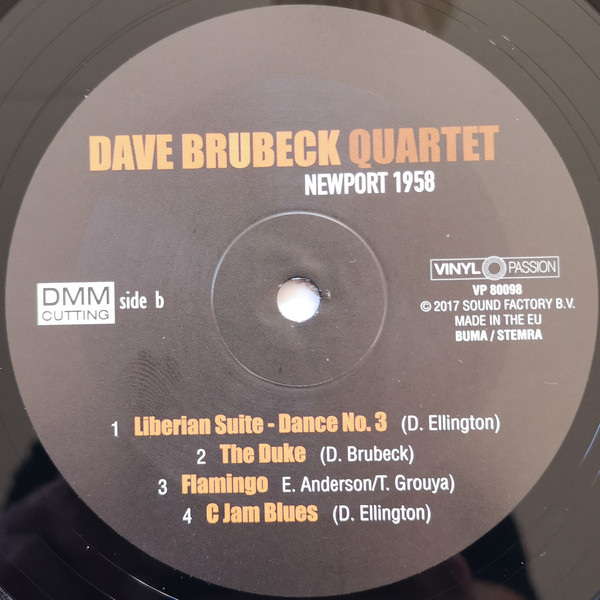 DAVE BRUBECK QUARTET
NEWPORT 1958
VINYL PASSION
VP 80098
© 2017 SOUND FACTORY B.V.
MADE IN THE EU
BUMA / STEMRA
DMM
CUTTING
side b
1 Liberian Suite - Dance No. 3 (D. Ellington)
2 The Duke (D. Brubeck)
3 Flamingo E. Anderson/T. Grouya)
4 C Jam Blues (D. Ellington)